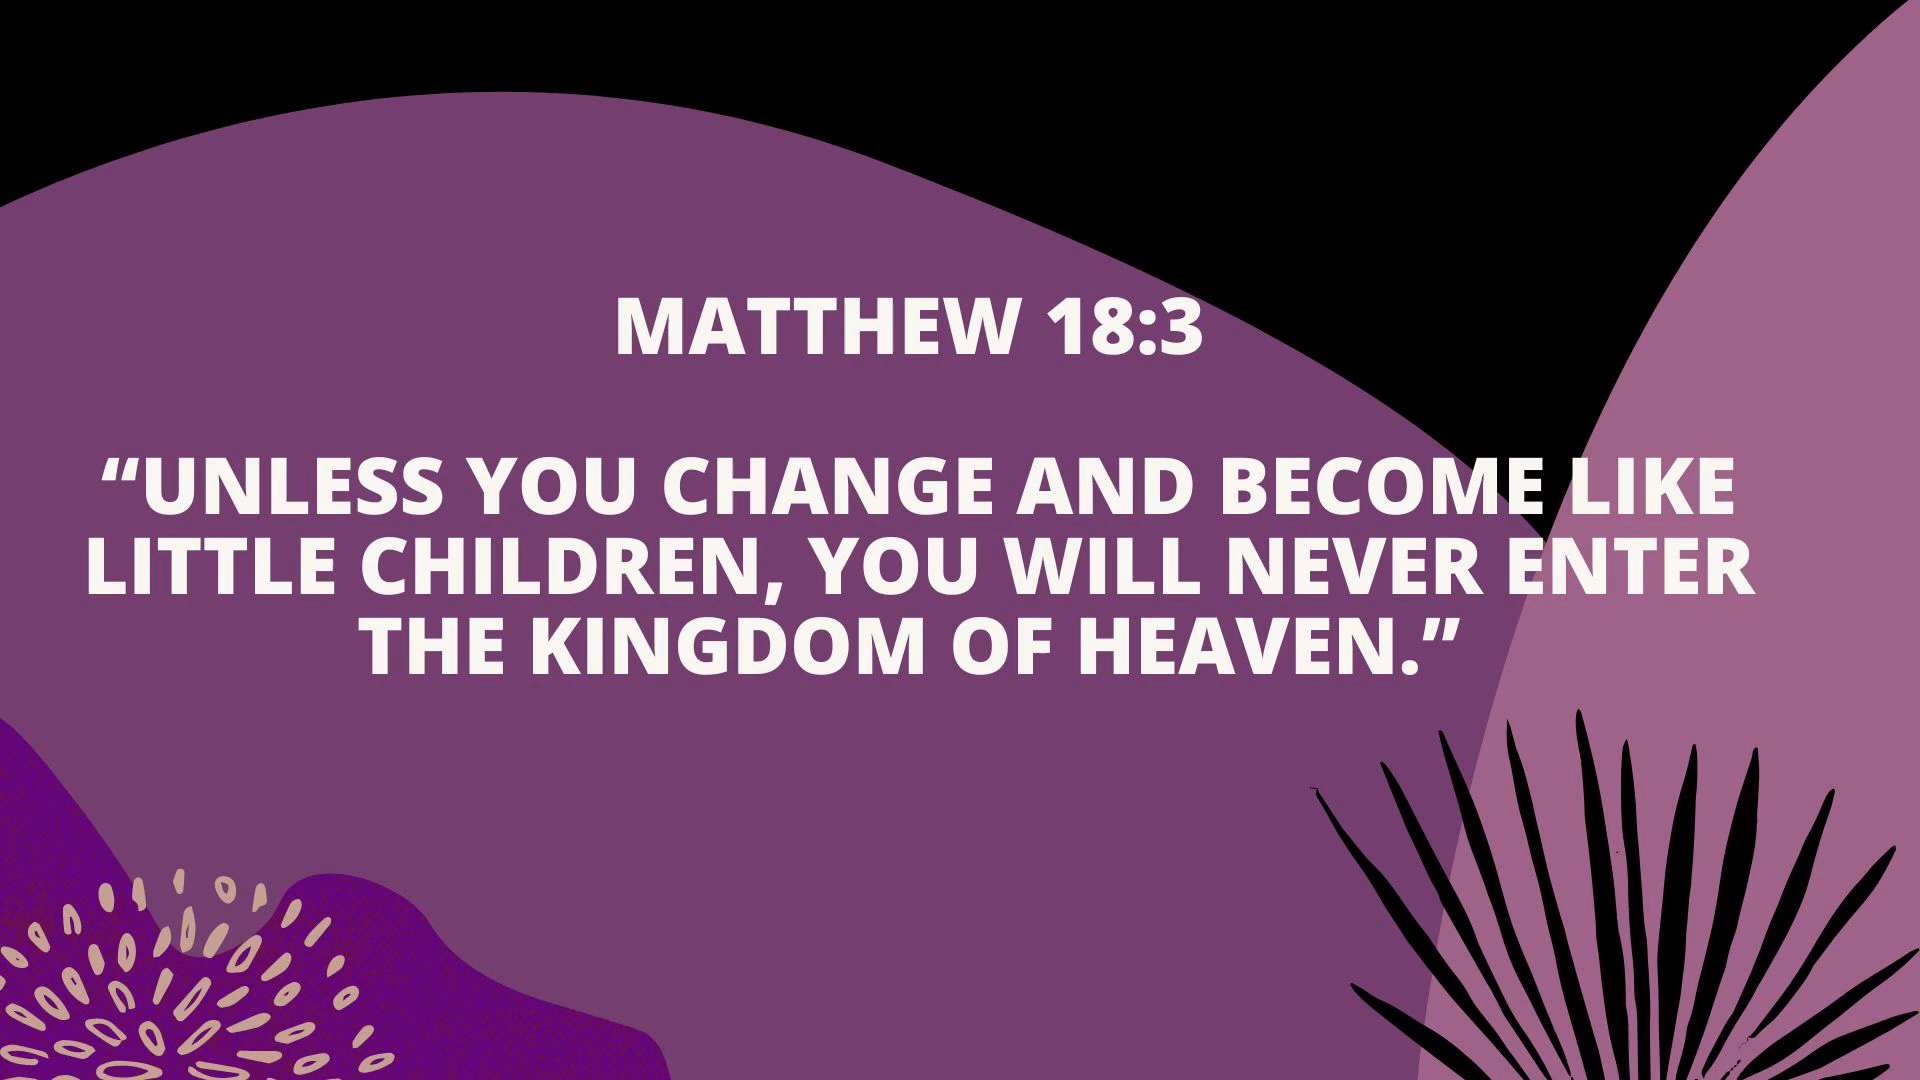 MATTHEW 18:3
“UNLESS YOU CHANGE AND BECOME LIKE
LITTLE CHILDREN, YOU WILL NEVER ENTER
THE KINGDOM OF HEAVEN.”